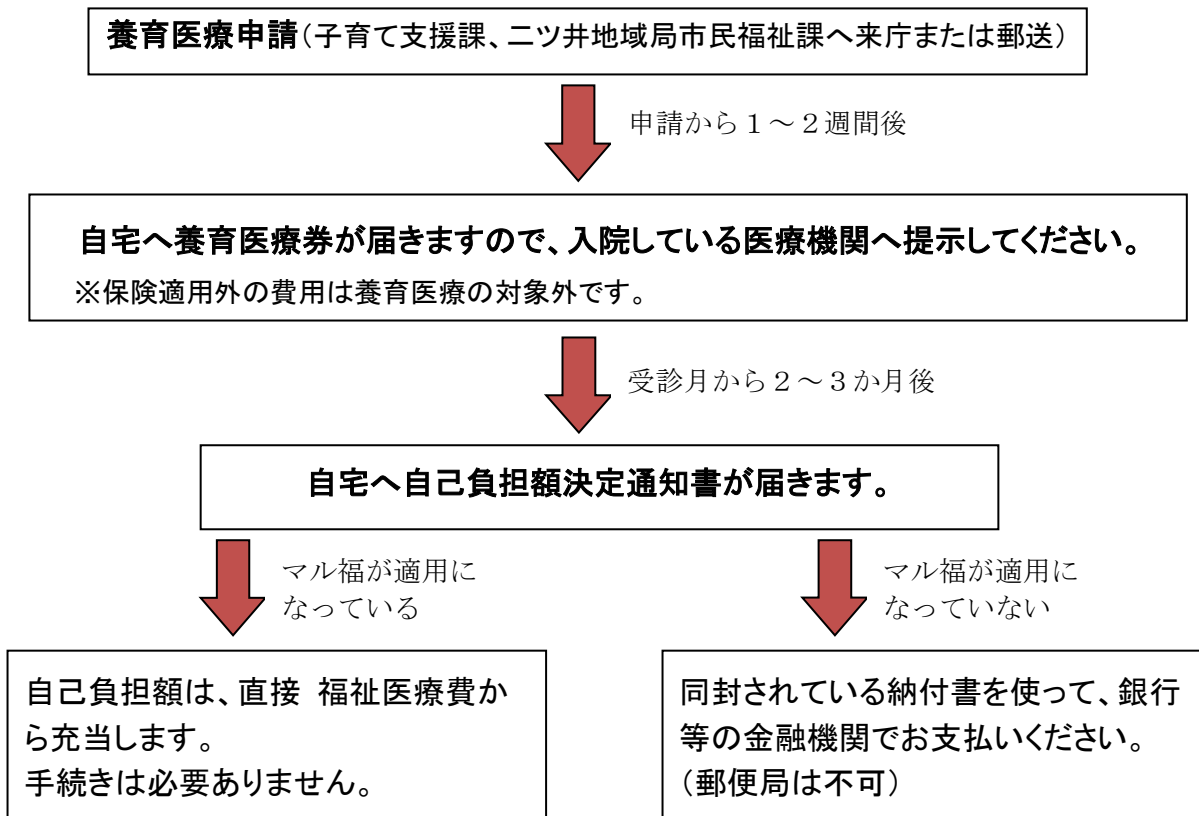 養育医療申請(子育て支援課、二ツ井地域局市民福祉課へ来庁または郵送)
申請から１～２週間後
自宅へ養育医療券が届きますので、入院している医療機関へ提示してください。
※保険適用外の費用は養育医療の対象外です。
受診月から２～３か月後
自宅へ自己負担額決定通知書が届きます。
マル福が適用に
なっている
マル福が適用に
なっていない
自己負担額は、直接 福祉医療費か
ら充当します。
手続きは必要ありません。
同封されている納付書を使って、銀行
等の金融機関でお支払いください。
(郵便局は不可)